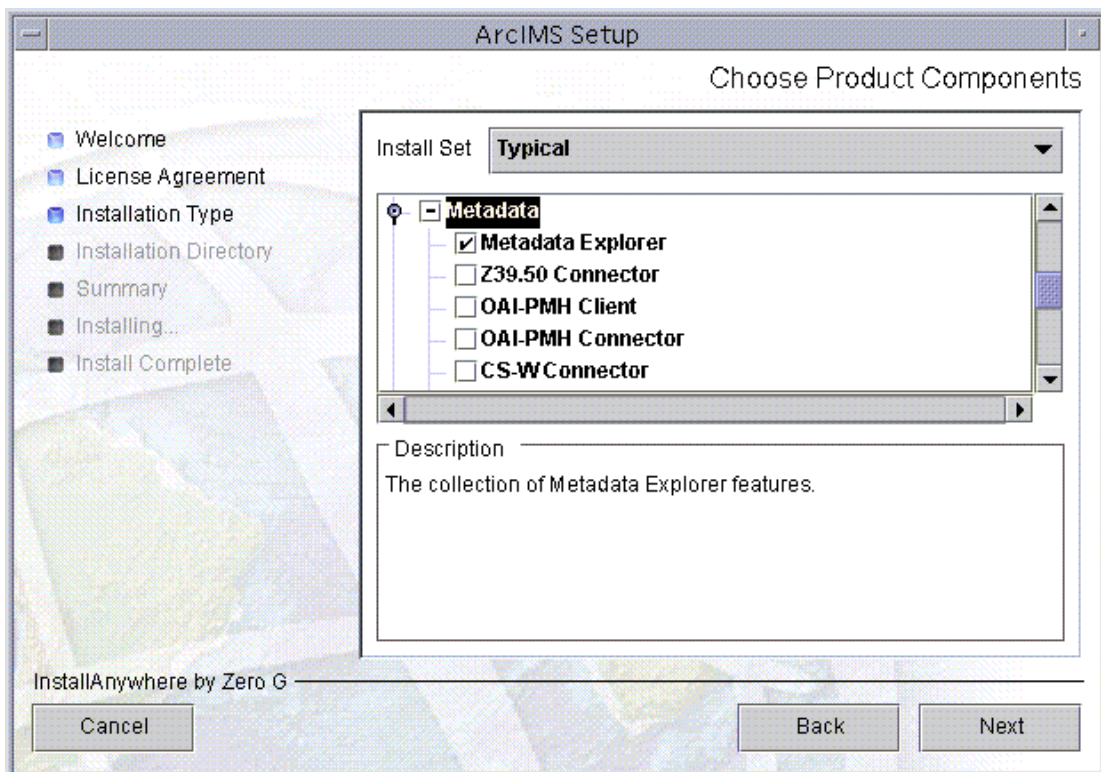 ArcIMS Setup
Choose Product Components
Welcome
License Agreement
Installation Type
Installation Directory
Summary
Installing...
Install Complete
Install Set Typical
Metadata
Metadata Explorer
Z39.50 Connector
OAI-PMH Client
OAI-PMH Connector
CS-W Connector
Description
The collection of Metadata Explorer features.
InstallAnywhere by Zero G
Cancel Back Next